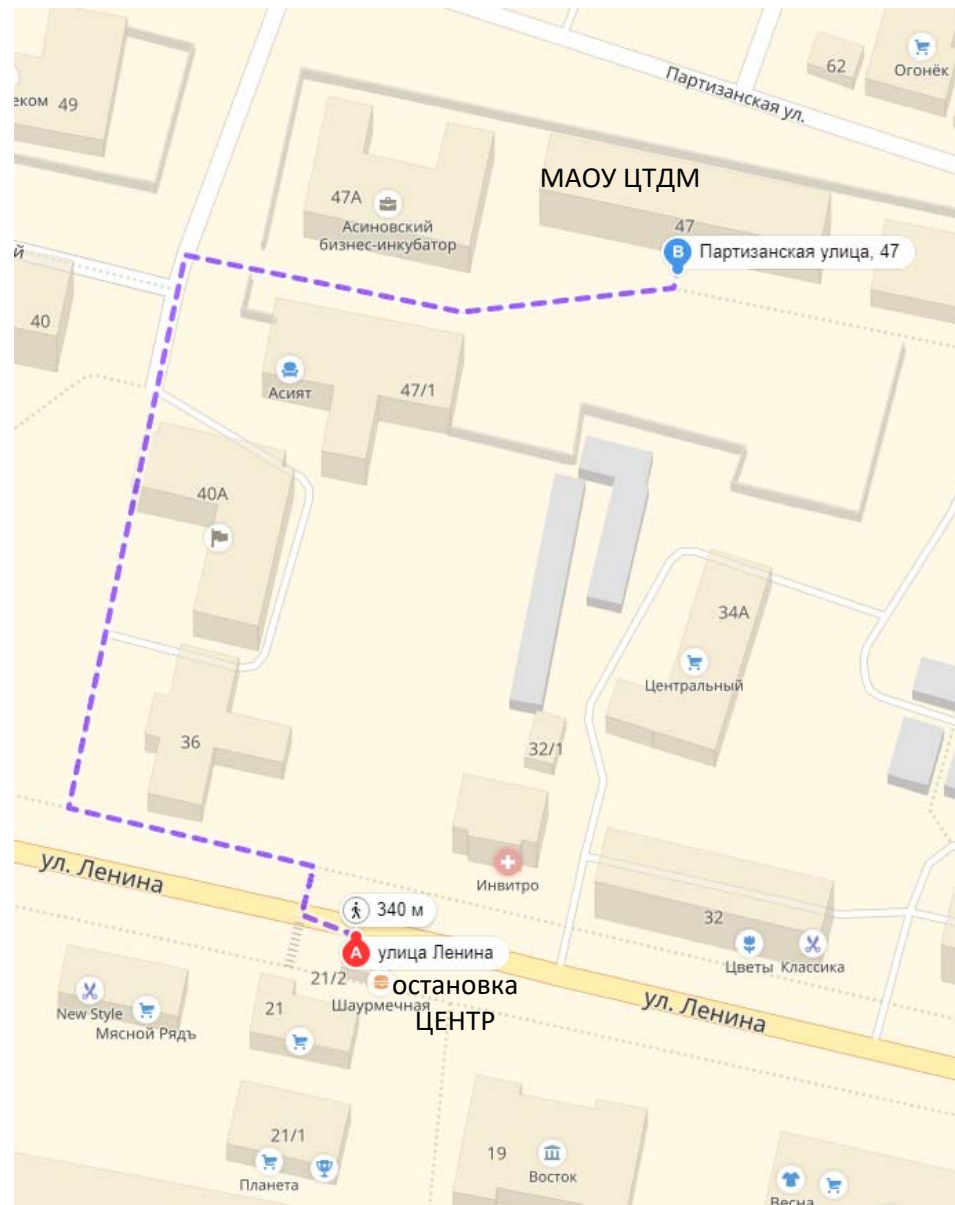 Огонёк
62
Партизанская ул.
еком 49
МАОУ ЦТДМ
47А
Асиновский
бизнес-инкубатор
47
В Партизанская улица, 47
й
40
Асият
47/1
40А
34А
Центральный
36
32/1
ул. Ленина
Инвитро
340 м
32
А улица Ленина
Цветы Классика
21/2
Шаурмечная
остановка
ЦЕНТР
ул. Ленина
New Style
Мясной Рядъ
21
21/1
19
Планета
Восток
Весна